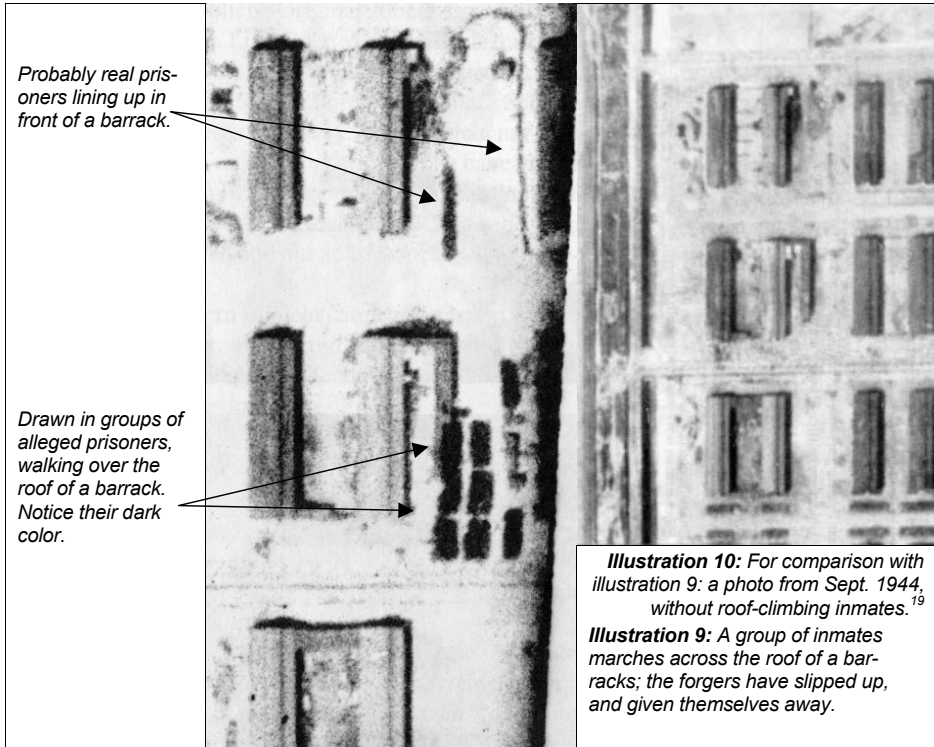 Probably real pris-
oners lining up in
front of a barrack.
Drawn in groups of
alleged prisoners,
walking over the
roof of a barrack.
Notice their dark
color.
Illustration 10: For comparison with
illustration 9: a photo from Sept. 1944,
without roof-climbing inmates.19
Illustration 9: A group of inmates
marches across the roof of a bar-
racks; the forgers have slipped up,
and given themselves away.